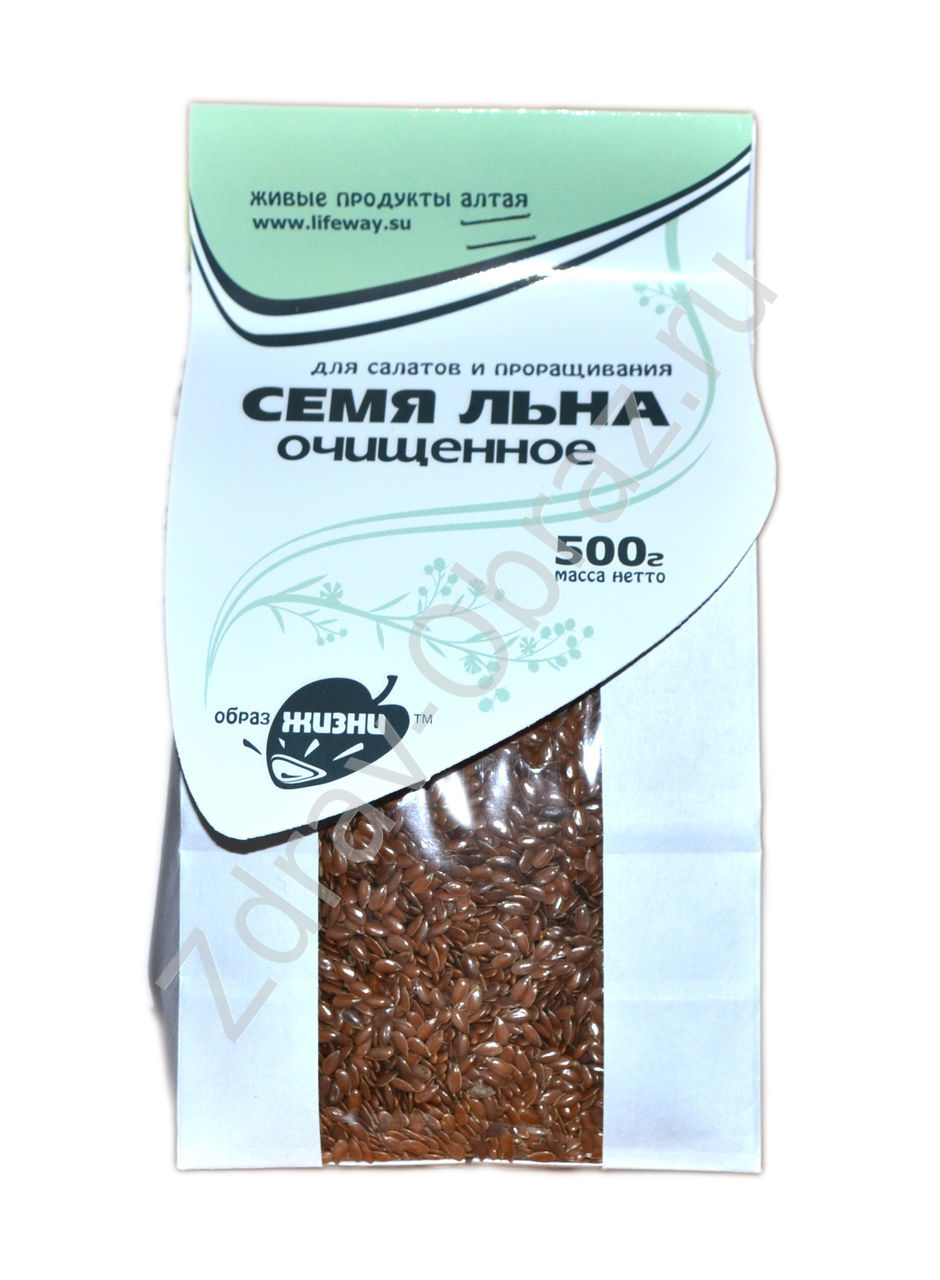 живые продукты алтая
www.lifeway.su
для салатов и проращивания
СЕМЯ ЛЬНА
очищенное
500г
масса нетто
образ жизни ™
zdrav-obraz.ru